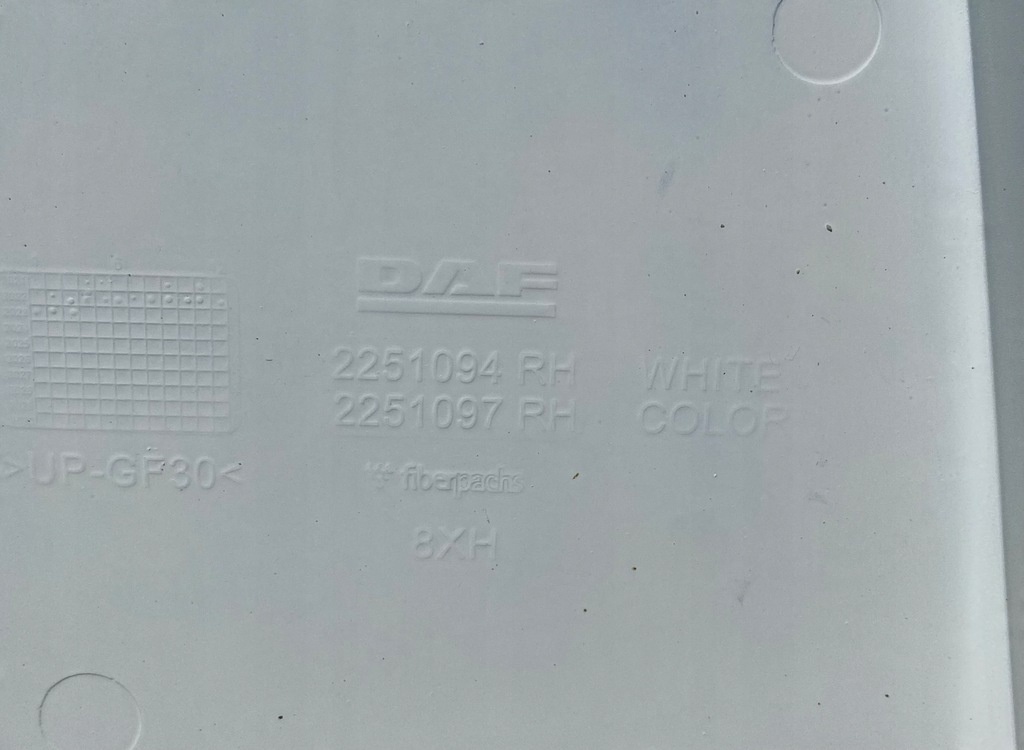 DAF
2251094 RH
2251097 RH
WHITE
COLOR
>UP-GF30<
fiberpachs
8XH